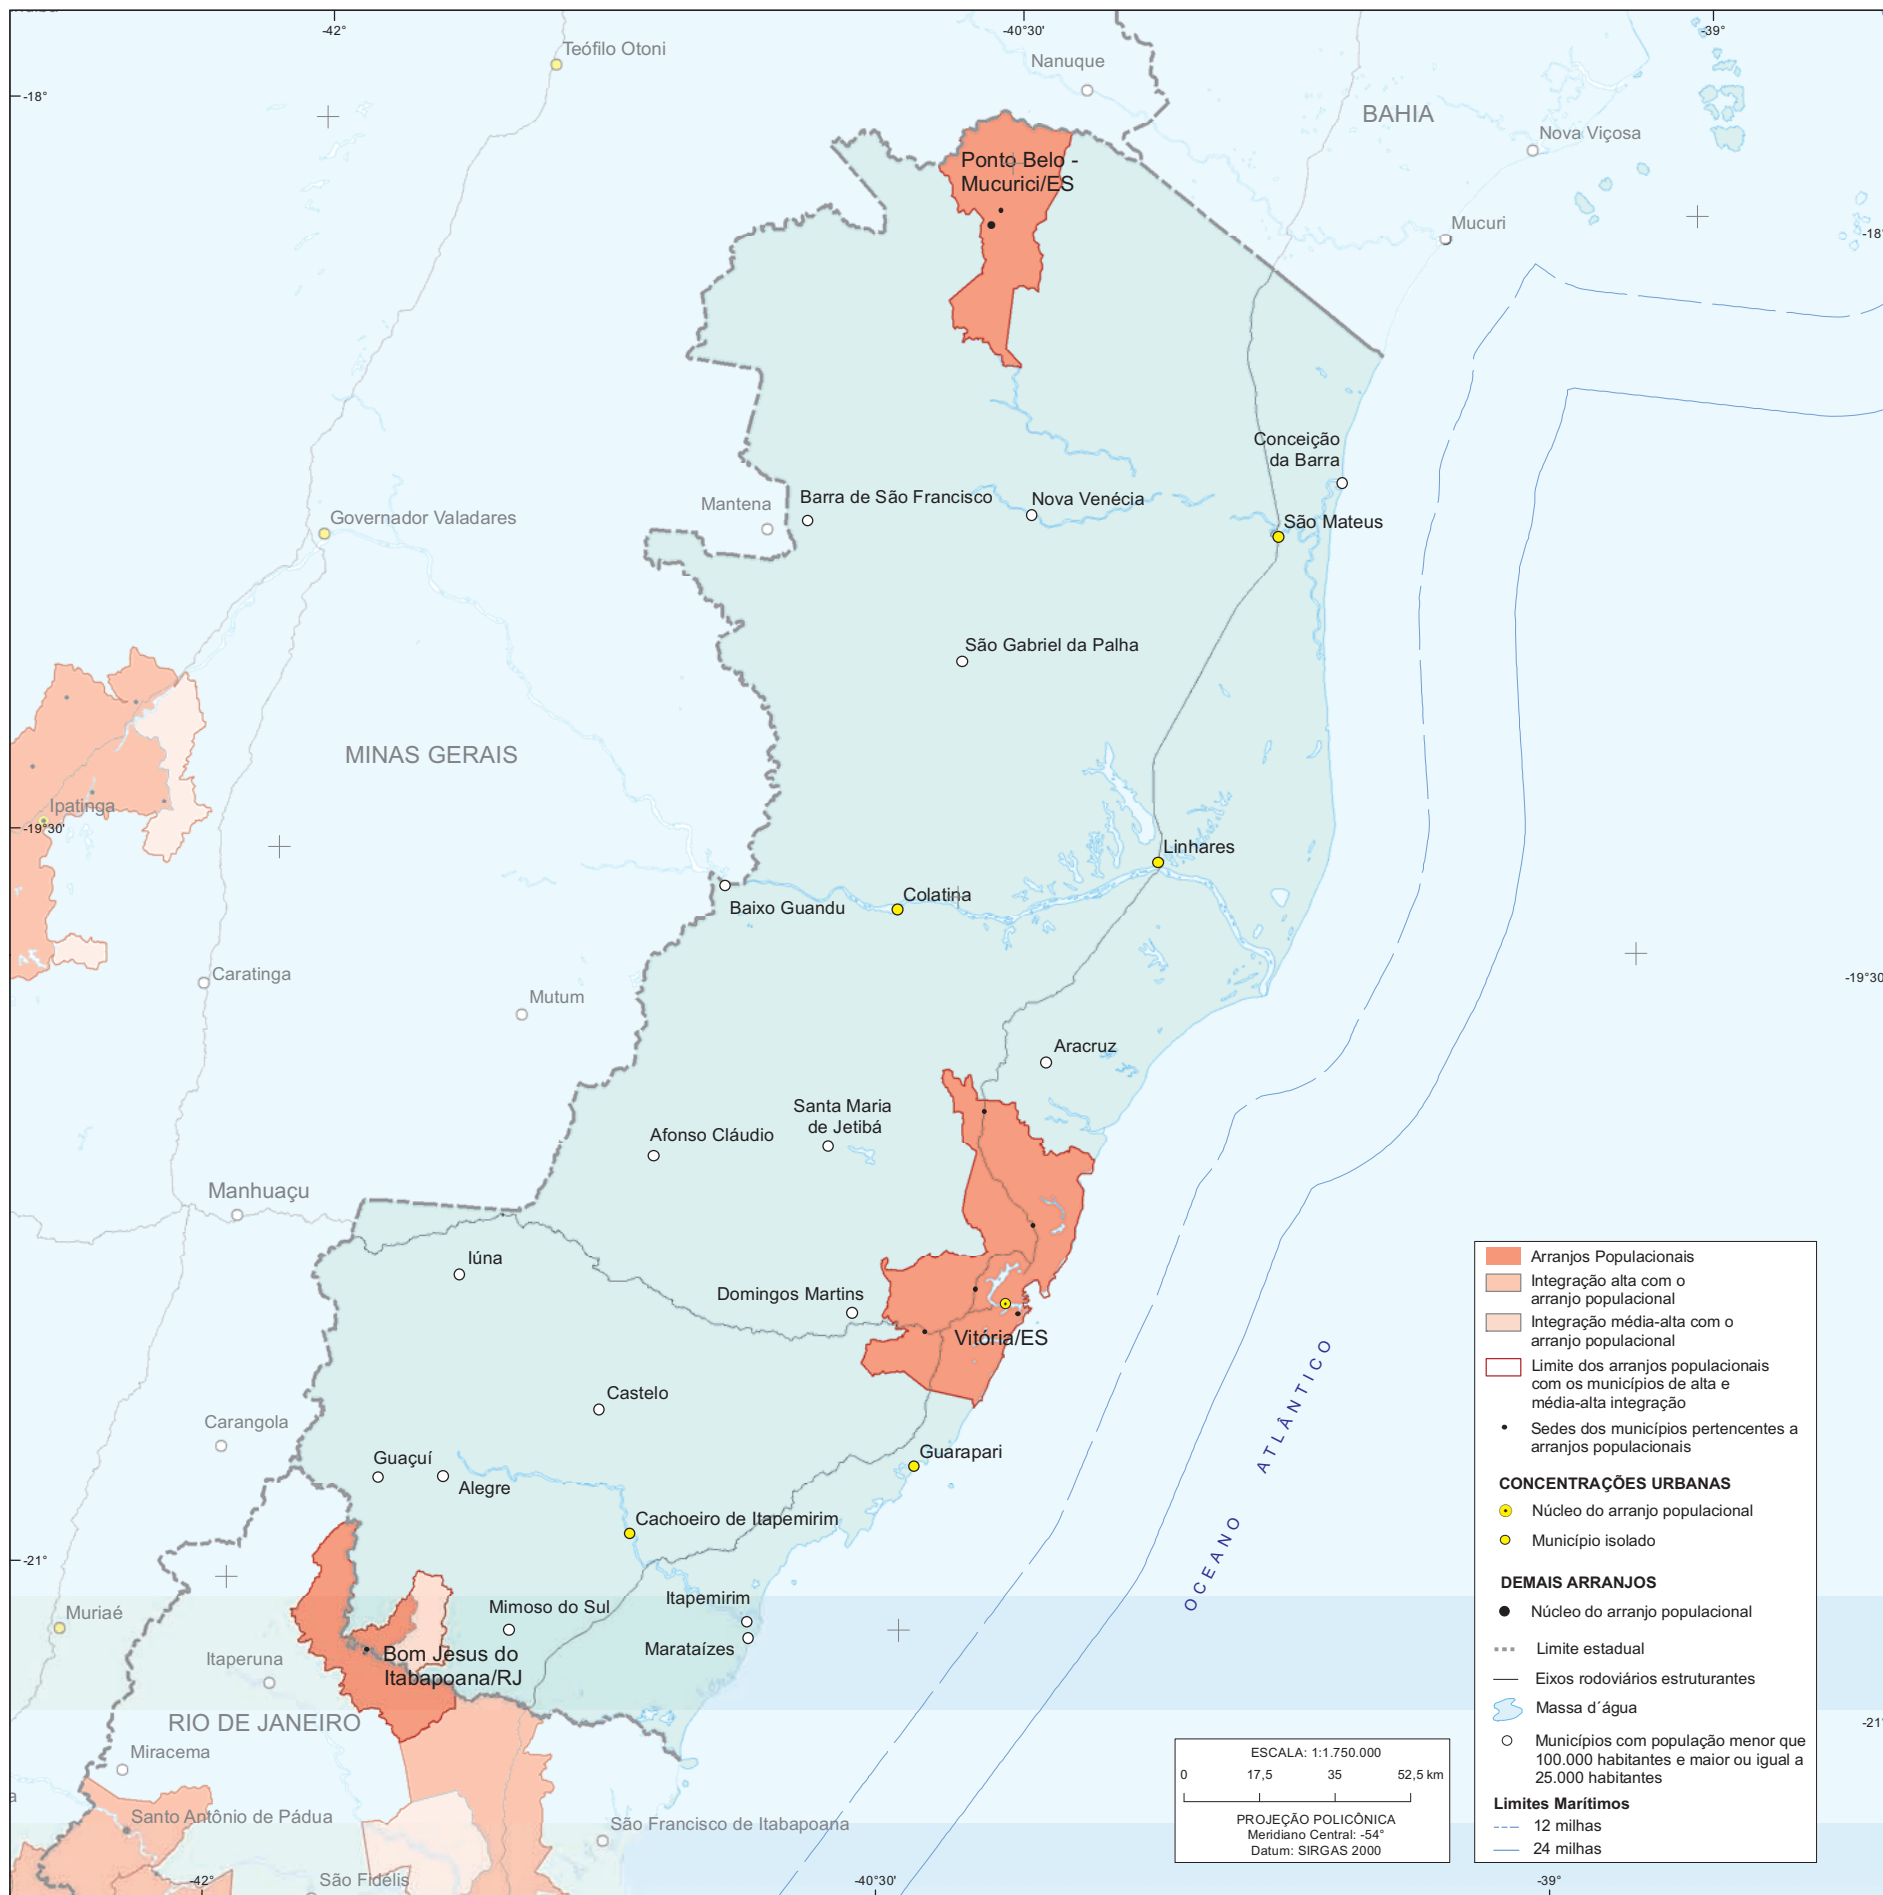 -42°
-40°30'
-39°
Teófilo Otoni
Nanuque
-18°
BAHIA
Nova Viçosa
Ponto Belo -
Mucurici/ES
Mucuri
-18°
Conceição
da Barra
Barra de São Francisco
Nova Venécia
Mantena
Governador Valadares
São Mateus
São Gabriel da Palha
MINAS GERAIS
Ipatinga
-19°30'
Linhares
Colatina
Baixo Guandu
Caratinga
-19°30'
Mutum
Aracruz
Santa Maria
de Jetibá
Afonso Cláudio
Manhuaçu
Iúna
Domingos Martins
Vitória/ES
Castelo
Carangola
Guarapari
Guaçuí
Alegre
Cachoeiro de Itapemirim
OCEANO ATLÂNTICO
-21°
Muriaé
Itapemirim
Mimoso do Sul
Marataízes
Itaperuna
Bom Jesus do
Itabapoana/RJ
RIO DE JANEIRO
-21°
Miracema
Santo Antônio de Pádua
São Francisco de Itabapoana
São Fidélis
-42°
-40°30'
-39°
Arranjos Populacionais
Integração alta com o
arranjo populacional
Integração média-alta com o
arranjo populacional
Limite dos arranjos populacionais
com os municípios de alta e
média-alta integração
Sedes dos municípios pertencentes a
arranjos populacionais
CONCENTRAÇÕES URBANAS
Núcleo do arranjo populacional
Município isolado
DEMAIS ARRANJOS
Núcleo do arranjo populacional
Limite estadual
Eixos rodoviários estruturantes
Massa d´água
Municípios com população menor que
100.000 habitantes e maior ou igual a
25.000 habitantes
Limites Marítimos
12 milhas
24 milhas
ESCALA: 1:1.750.000
0 17,5 35 52,5 km
PROJEÇÃO POLICÔNICA
Meridiano Central: -54°
Datum: SIRGAS 2000